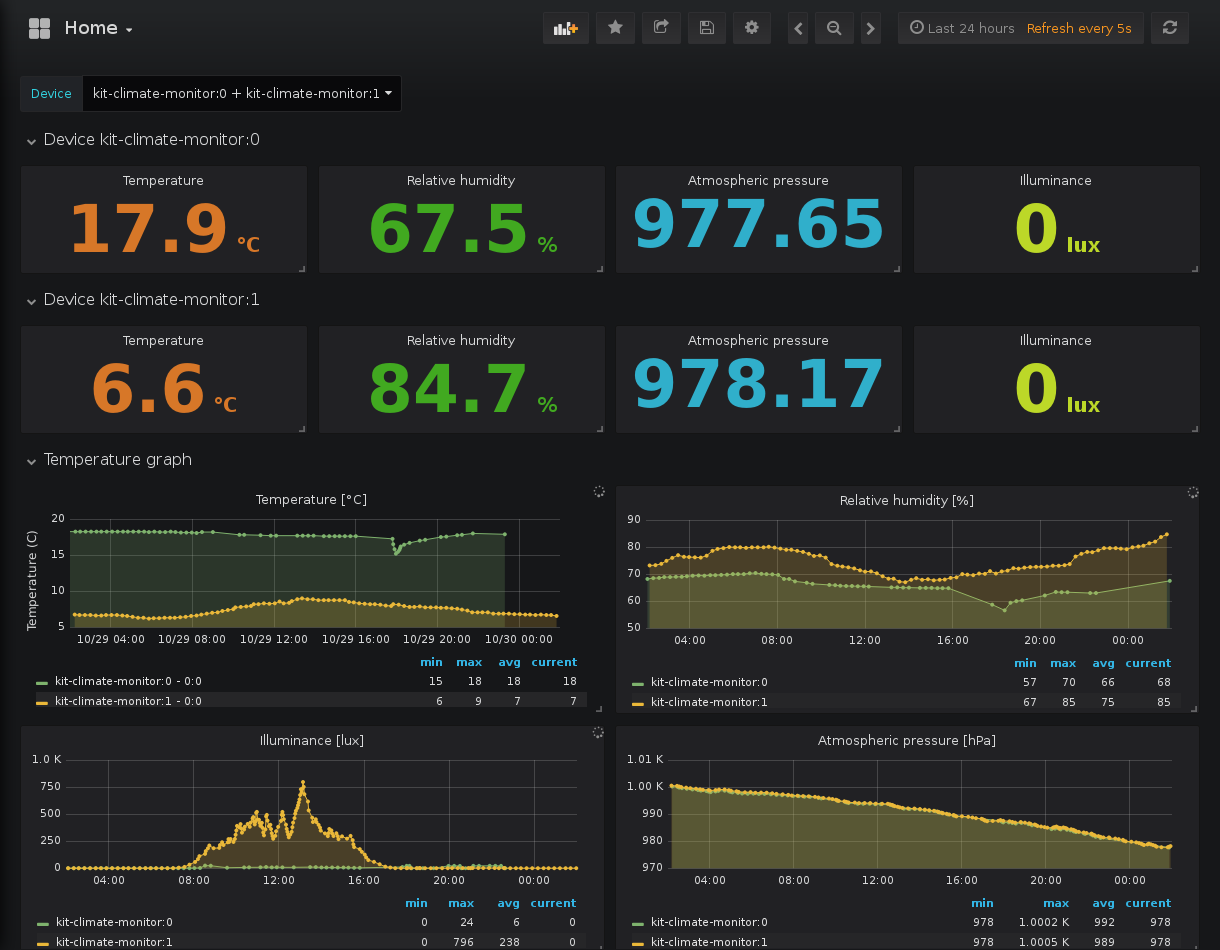 Home
Last 24 hours Refresh every 5s
Device kit-climate-monitor:0 + kit-climate-monitor:1
Device kit-climate-monitor:0
Temperature Relative humidity Atmospheric pressure Illuminance
17.9 °C 67.5 % 977.65 0 lux
Device kit-climate-monitor:1
Temperature Relative humidity Atmospheric pressure Illuminance
6.6 °C 84.7 % 978.17 0 lux
Temperature graph
Temperature [°C]
Temperature (C)
20
15
10
5
10/29 04:00 10/29 08:00 10/29 12:00 10/29 16:00 10/29 20:00 10/30 00:00
min max avg current
kit-climate-monitor:0 - 0:0 15 18 18 18
kit-climate-monitor:1 - 0:0 6 9 7 7
Relative humidity [%]
90
80
70
60
50
04:00 08:00 12:00 16:00 20:00 00:00
min max avg current
kit-climate-monitor:0 57 70 66 68
kit-climate-monitor:1 67 85 75 85
Illuminance [lux]
1.0 K
750
500
250
0
04:00 08:00 12:00 16:00 20:00 00:00
min max avg current
kit-climate-monitor:0 0 24 6 0
kit-climate-monitor:1 0 796 238 0
Atmospheric pressure [hPa]
1.01 K
1.00 K
990
980
970
04:00 08:00 12:00 16:00 20:00 00:00
min max avg current
kit-climate-monitor:0 978 1.0002 K 992 978
kit-climate-monitor:1 978 1.0005 K 989 978